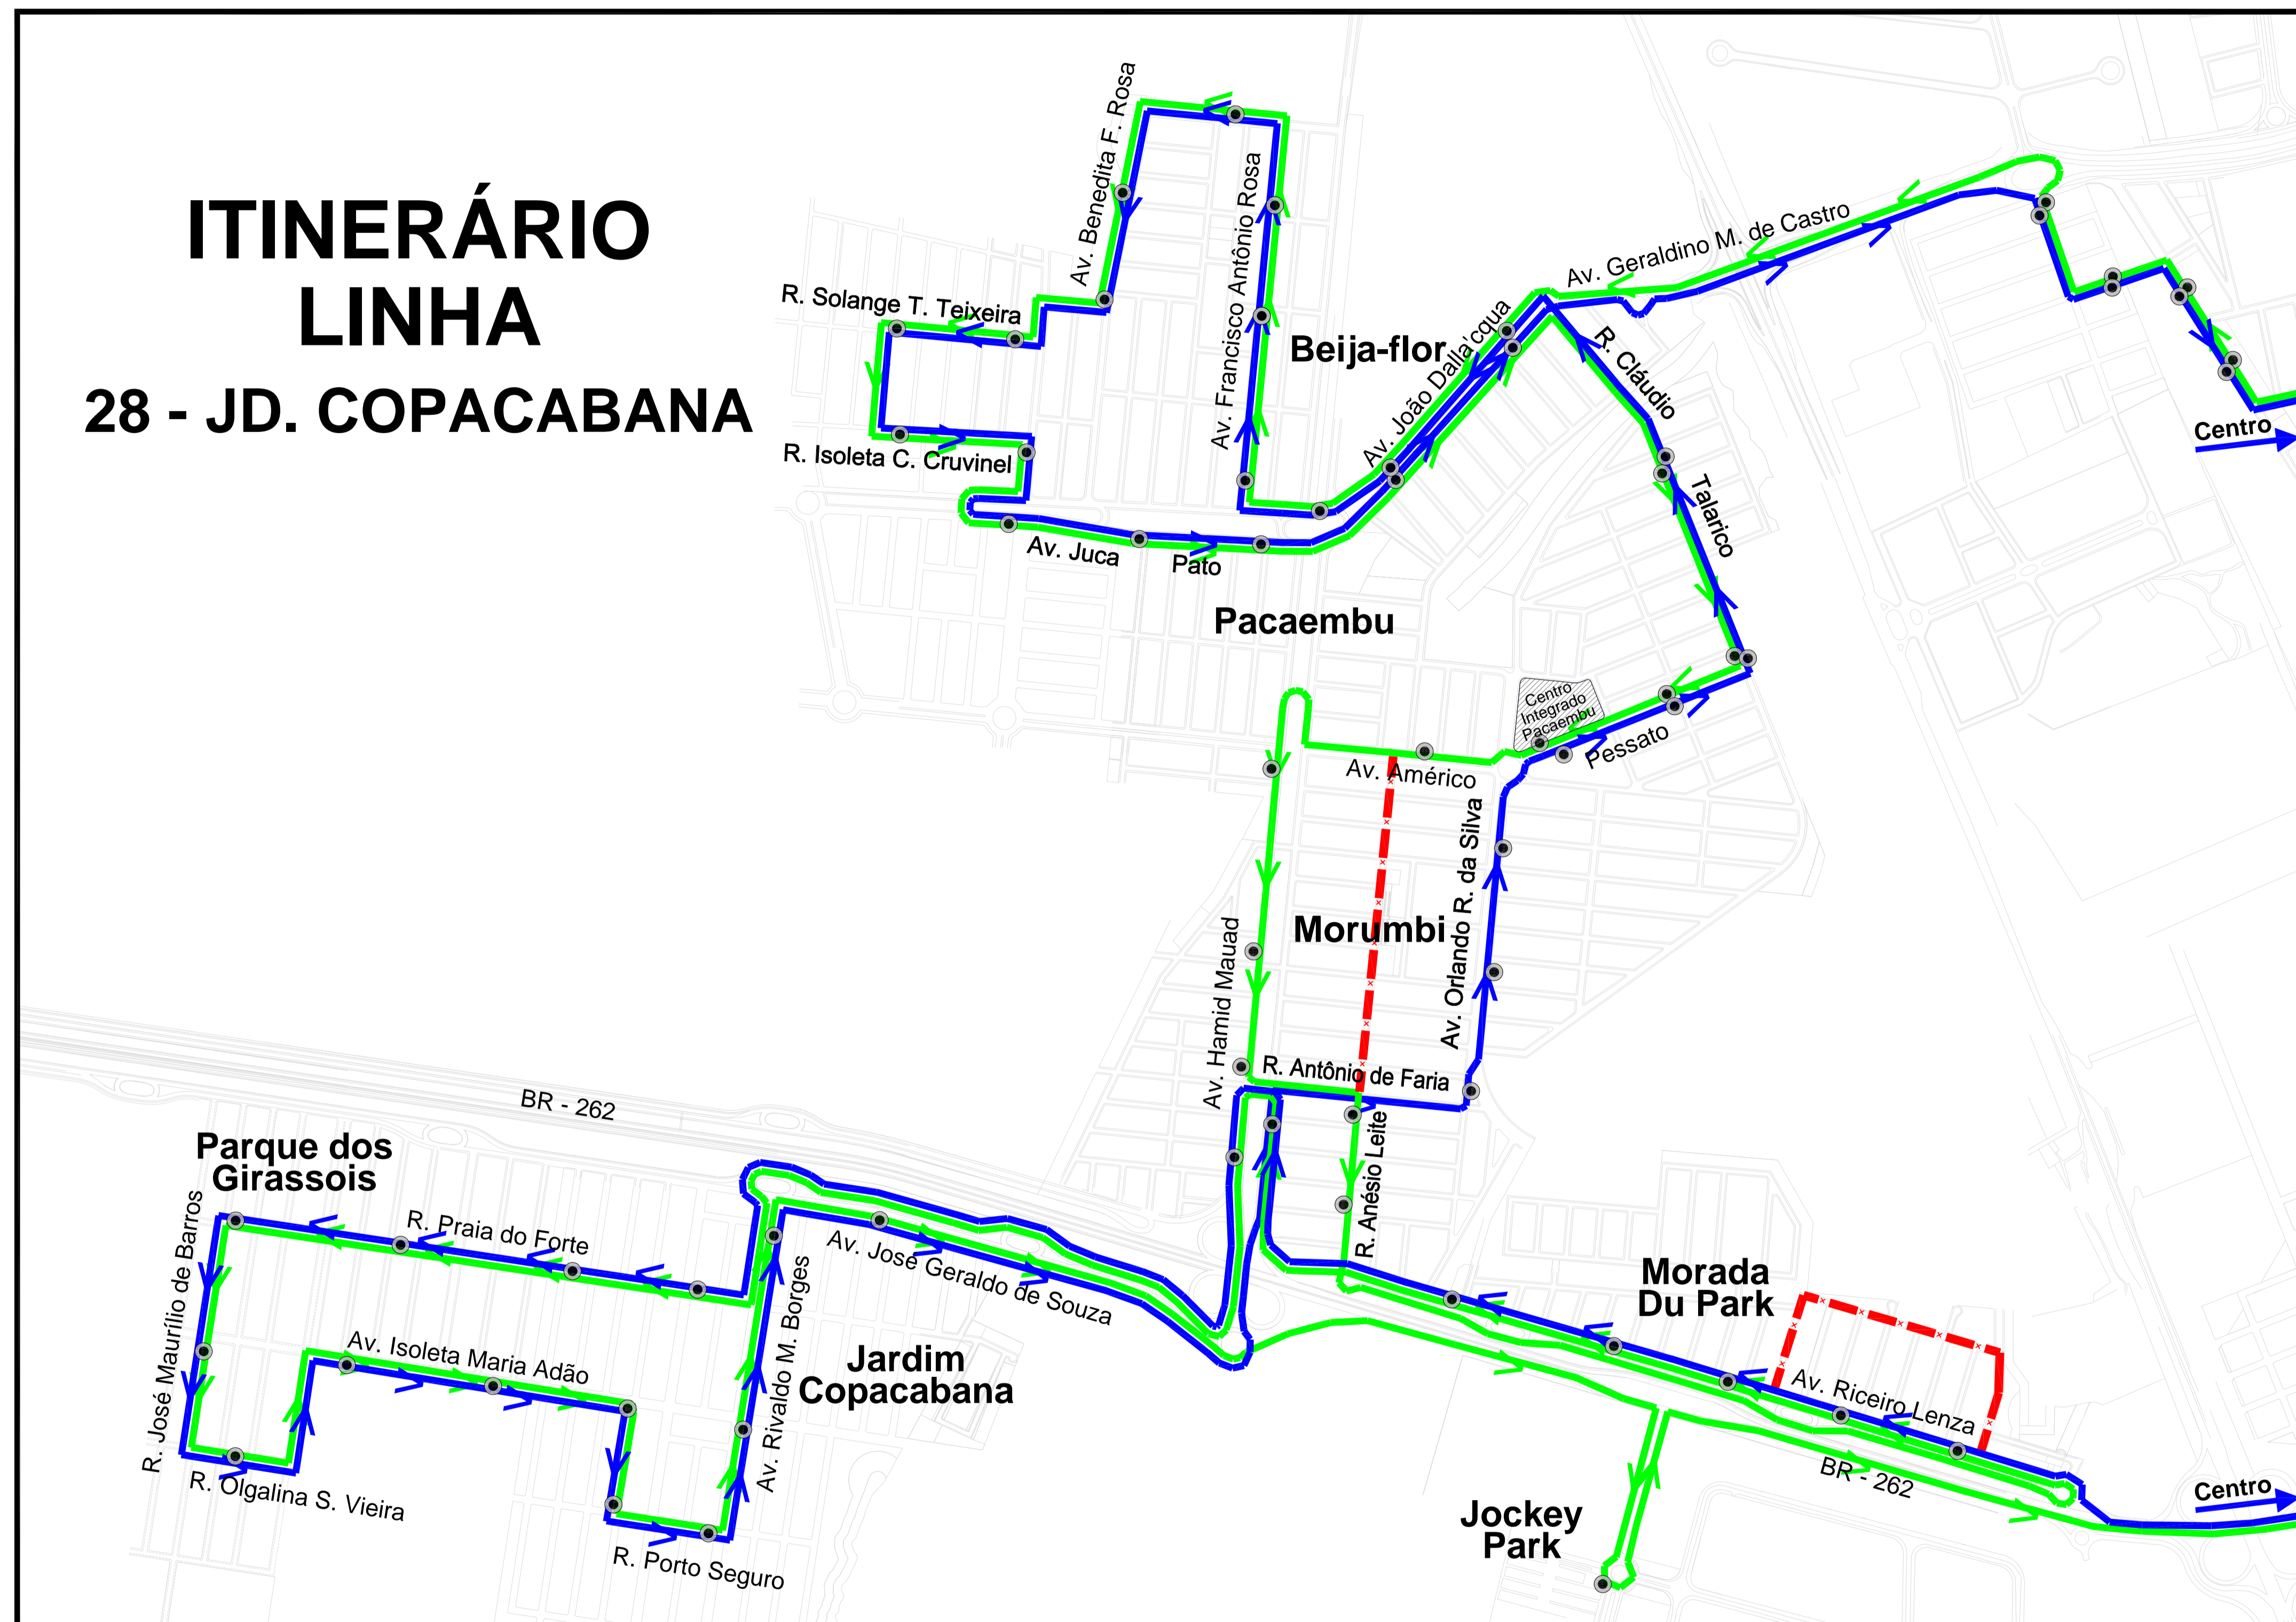 ITINERÁRIO
LINHA
28 - JD. COPACABANA
Av. Benedita F. Rosa
R. Solange T. Teixeira
Av. Francisco Antônio Rosa
Beija-flor
Av. João Dalla'cqua
Av. Geraldino M. de Castro
R. Cláudio
Talarico
Centro
R. Isoleta C. Cruvinel
Av. Juca
Pato
Pacaembu
Centro
Integrado
Pacaembu
Pessato
Av. Américo
Av. Orlando R. da Silva
Morumbi
Av. Hamid Mauad
R. Antônio de Faria
R. Anésio Leite
BR - 262
Parque dos
Girassois
R. José Maurílio de Barros
R. Praia do Forte
Av. José Geraldo de Souza
Av. Isoleta Maria Adão
Av. Rivaldo M. Borges
Jardim
Copacabana
R. Olgalina S. Vieira
R. Porto Seguro
Morada
Du Park
Av. Riceiro Lenza
BR - 262
Jockey
Park
Centro